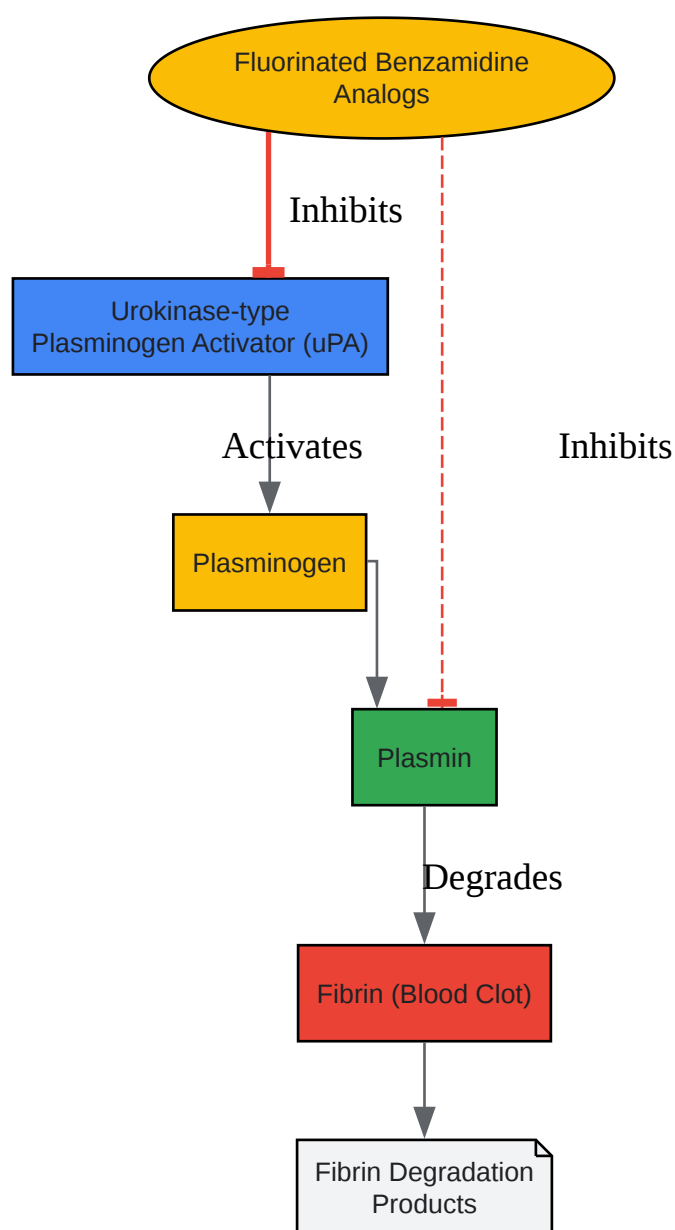 Fluorinated Benzamidine
Analogs
Inhibits
Urokinase-type
Plasminogen Activator (uPA)
Activates
Inhibits
Plasminogen
Plasmin
Degrades
Fibrin (Blood Clot)
Fibrin Degradation
Products